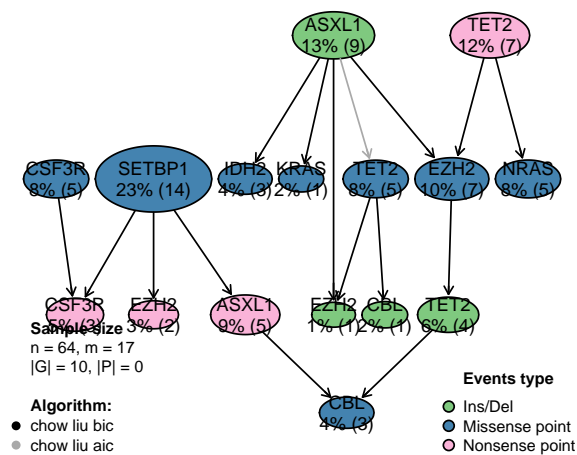 ASXL1
13% (9)
TET2
12% (7)
CSF3R
8% (5)
SETBP1
23% (14)
IDH2
4% (3)
KRAS
2% (1)
TET2
8% (5)
EZH2
10% (7)
NRAS
8% (5)
CSF3R
5% (3)
EZH2
3% (2)
ASXL1
9% (5)
EZH2
1% (1)
CBL
2% (1)
TET2
6% (4)
CBL
4% (3)
Sample size
n = 64, m = 17
|G| = 10, |P| = 0
Algorithm:
chow liu bic
chow liu aic
Events type
Ins/Del
Missense point
Nonsense point